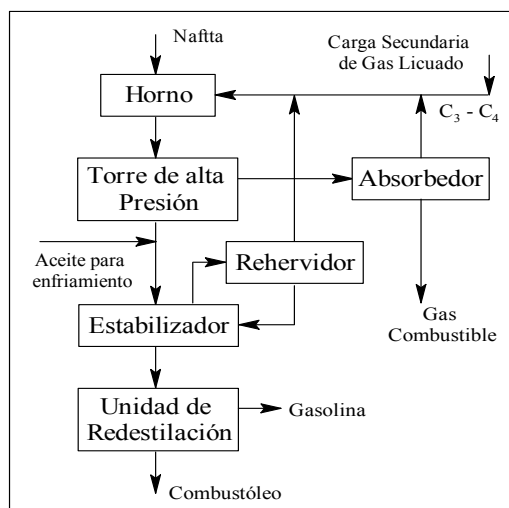 Naftta
Carga Secundaria
de Gas Licuado
Horno
C₃ - C₄
Torre de alta
Presión
Absorbedor
Aceite para
enfriamiento
Rehervidor
Estabilizador
Gas
Combustible
Unidad de
Redestilación
Gasolina
Combustóleo